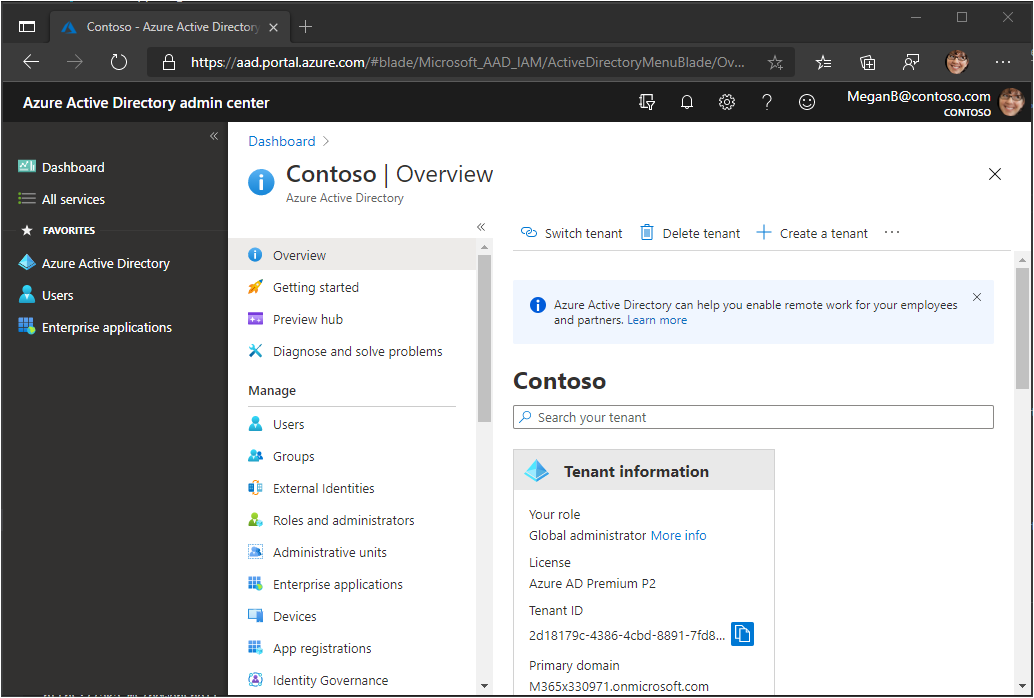 Contoso - Azure Active Directory
https://aad.portal.azure.com/#blade/Microsoft_AAD_IAM/ActiveDirectoryMenuBlade/Ov...
Azure Active Directory admin center
MeganB@contoso.com
CONTOSO
Dashboard
All services
FAVORITES
Azure Active Directory
Users
Enterprise applications
Dashboard
Contoso | Overview
Azure Active Directory
Overview
Getting started
Preview hub
Diagnose and solve problems
Manage
Users
Groups
External Identities
Roles and administrators
Administrative units
Enterprise applications
Devices
App registrations
Identity Governance
Switch tenant
Delete tenant
Create a tenant
Azure Active Directory can help you enable remote work for your employees
and partners. Learn more
Contoso
Search your tenant
Tenant information
Your role
Global administrator More info
License
Azure AD Premium P2
Tenant ID
2d18179c-4386-4cbd-8891-7fd8...
Primary domain
M365x330971.onmicrosoft.com